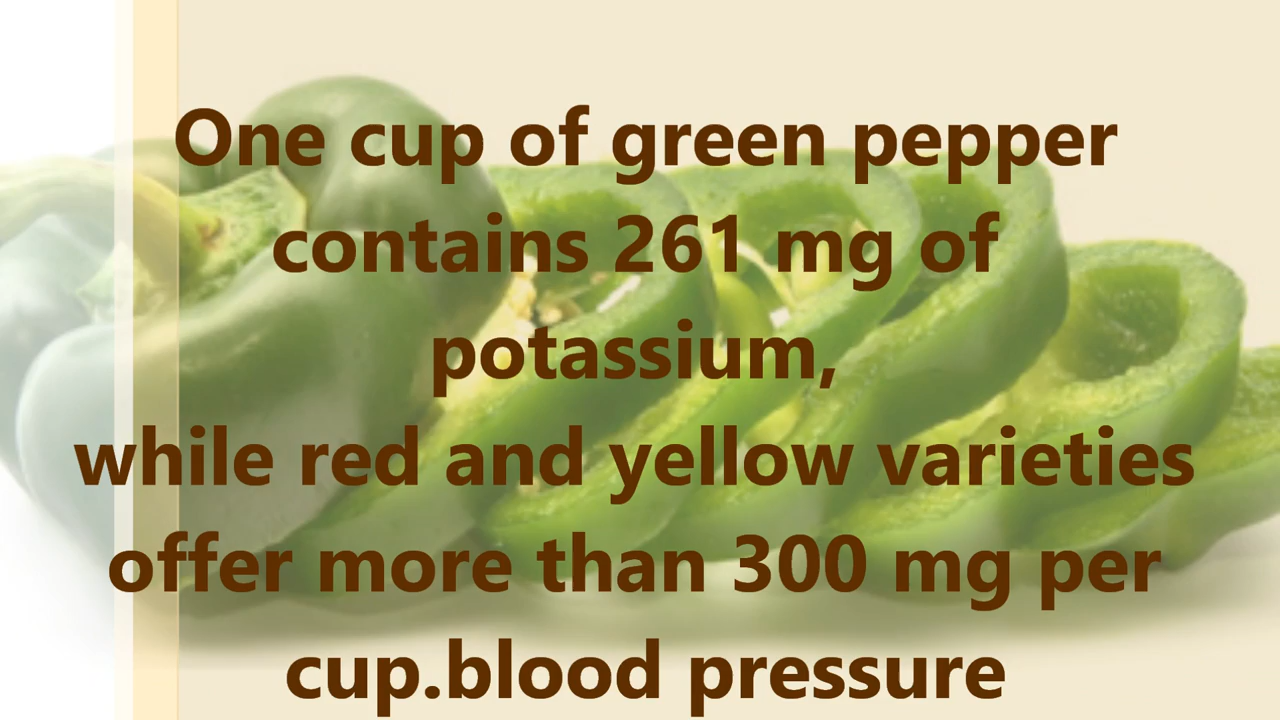 One cup of green pepper
contains 261 mg of
potassium,
while red and yellow varieties
offer more than 300 mg per
cup.blood pressure